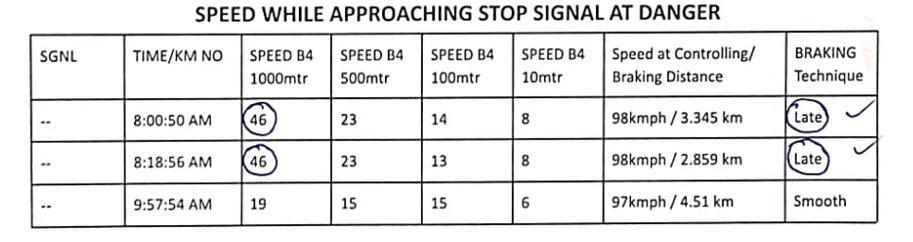 SPEED WHILE APPROACHING STOP SIGNAL AT DANGER
SGNL TIME/KM NO SPEED B4 1000mtr SPEED B4 500mtr SPEED B4 100mtr SPEED B4 10mtr Speed at Controlling/ Braking Distance BRAKING Technique
-- 8:00:50 AM 46 23 14 8 98kmph / 3.345 km Late
-- 8:18:56 AM 46 23 13 8 98kmph / 2.859 km Late
-- 9:57:54 AM 19 15 15 6 97kmph / 4.51 km Smooth